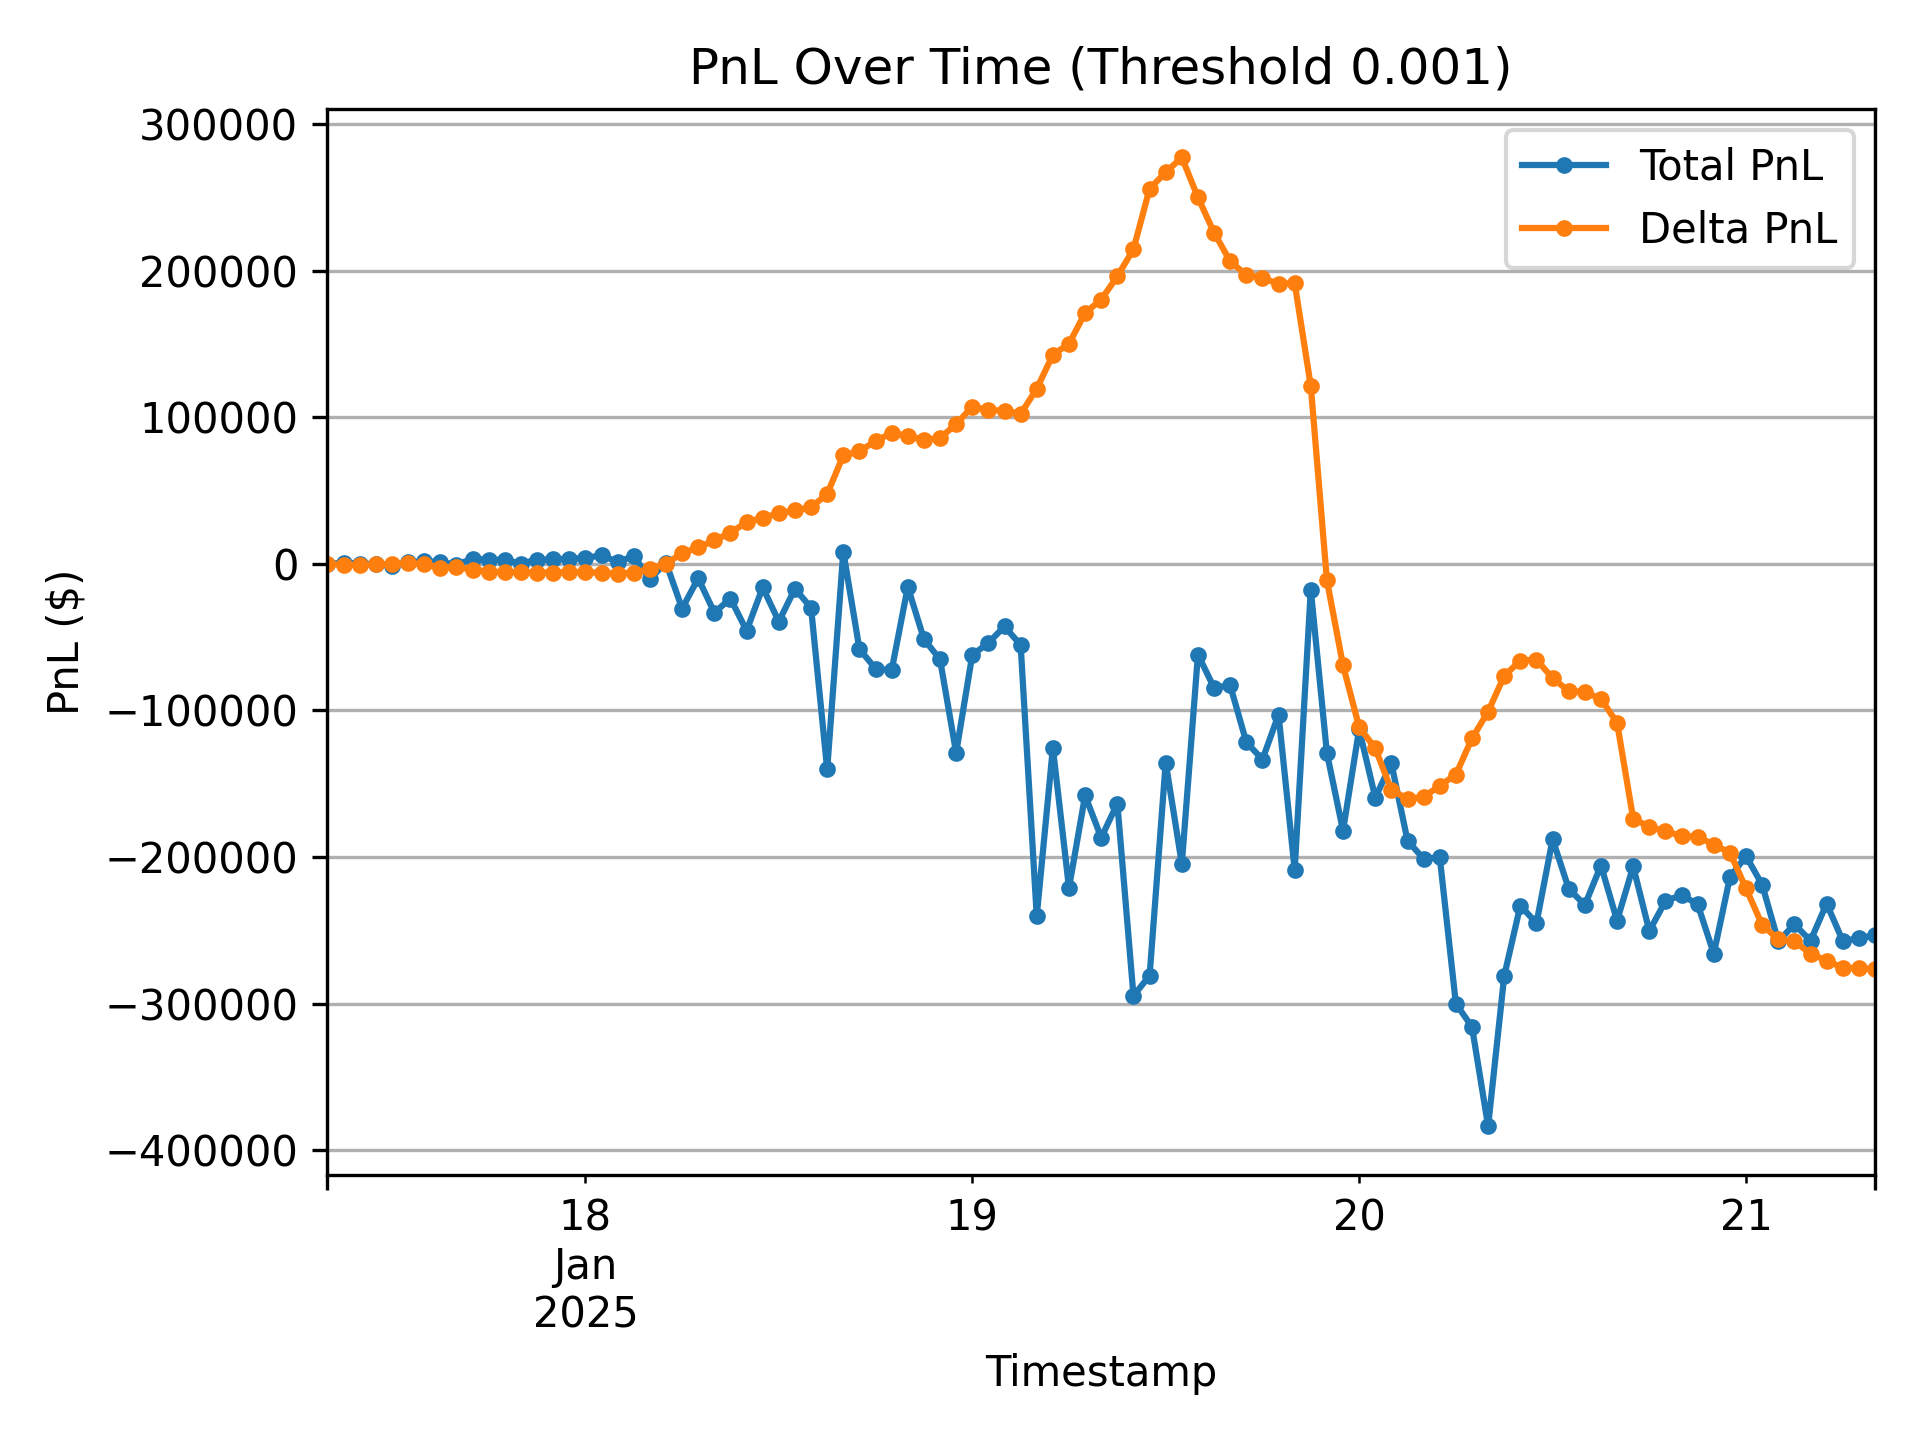 PnL Over Time (Threshold 0.001)
Total PnL
Delta PnL
PnL ($)
300000
200000
100000
0
−100000
−200000
−300000
−400000
18
19
20
21
Jan
2025
Timestamp